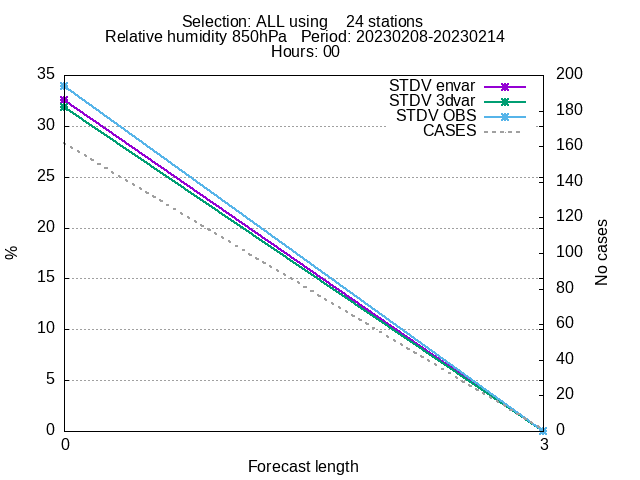 Selection: ALL using    24 stations
Relative humidity 850hPa   Period: 20230208-20230214
Hours: 00
STDV envar
STDV 3dvar
STDV OBS
CASES
35
30
25
20
15
10
5
0
%
200
180
160
140
120
100
80
60
40
20
0
No cases
0
3
Forecast length